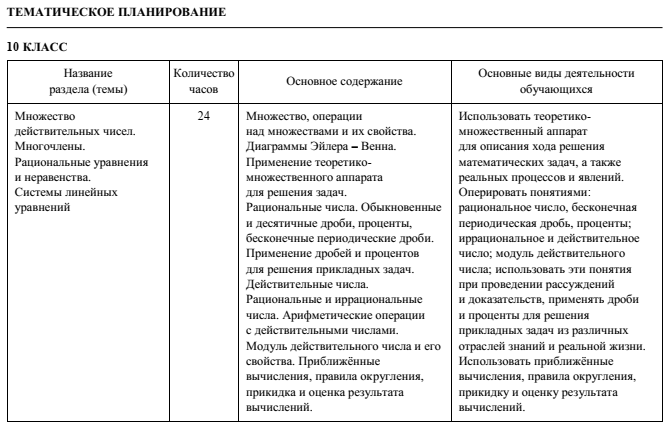 ТЕМАТИЧЕСКОЕ ПЛАНИРОВАНИЕ
10 КЛАСС
Название
раздела (темы)
Количество
часов
Основное содержание
Основные виды деятельности
обучающихся
Множество
действительных чисел.
Многочлены.
Рациональные уравнения
и неравенства.
Системы линейных
уравнений
24
Множество, операции
над множествами и их свойства.
Диаграммы Эйлера – Венна.
Применение теоретико-
множественного аппарата
для решения задач.
Рациональные числа. Обыкновенные
и десятичные дроби, проценты,
бесконечные периодические дроби.
Применение дробей и процентов
для решения прикладных задач.
Действительные числа.
Рациональные и иррациональные
числа. Арифметические операции
с действительными числами.
Модуль действительного числа и его
свойства. Приближённые
вычисления, правила округления,
прикидка и оценка результата
вычислений.
Использовать теоретико-
множественный аппарат
для описания хода решения
математических задач, а также
реальных процессов и явлений.
Оперировать понятиями:
рациональное число, бесконечная
периодическая дробь, проценты;
иррациональное и действительное
число; модуль действительного
числа; использовать эти понятия
при проведении рассуждений
и доказательств, применять дроби
и проценты для решения
прикладных задач из различных
отраслей знаний и реальной жизни.
Использовать приближённые
вычисления, правила округления,
прикидку и оценку результата
вычислений.